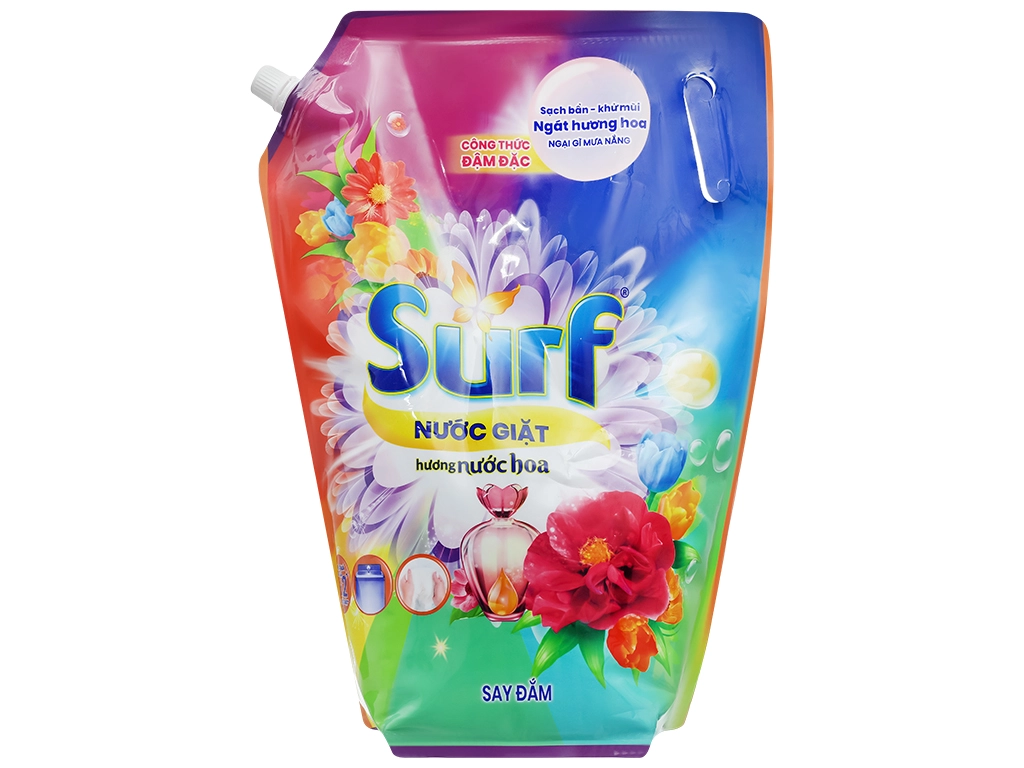 Sạch bẩn - khử mùi
Ngát hương hoa
NGẠI GÌ MƯA NẮNG
CÔNG THỨC
ĐẬM ĐẶC
Surf®
NƯỚC GIẶT
hương nước hoa
SAY ĐẮM